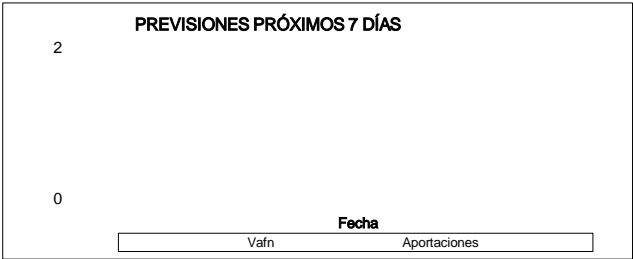 PREVISIONES PRÓXIMOS 7 DÍAS
2
0
Fecha
Vafn Aportaciones